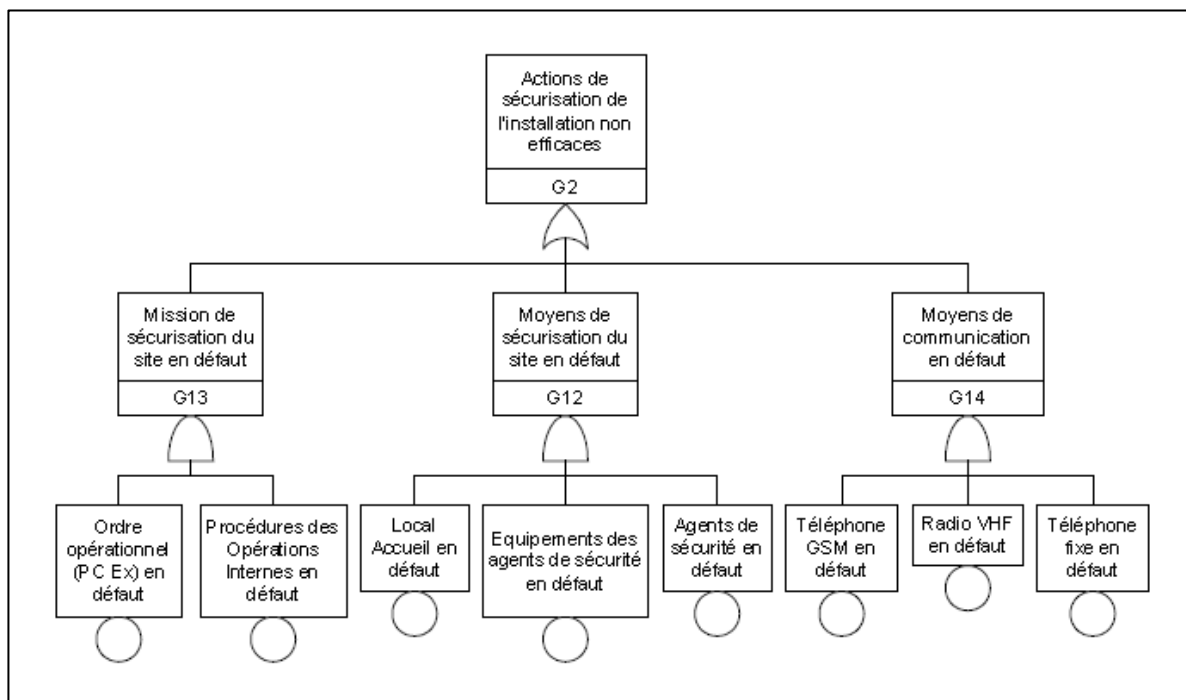 Actions de
sécurisation de
l'installation non
efficaces
G2
Mission de
sécurisation du
site en défaut
G13
Moyens de
sécurisation du
site en défaut
G12
Moyens de
communication
en défaut
G14
Ordre
opérationnel
(PC Ex) en
défaut
Procédures des
Opérations
Internes en
défaut
Local
Accueil en
défaut
Equipements des
agents de sécurité
en défaut
Agents de
sécurité en
défaut
Téléphone
GSM en
défaut
Radio VHF
en défaut
Téléphone
fixe en
défaut